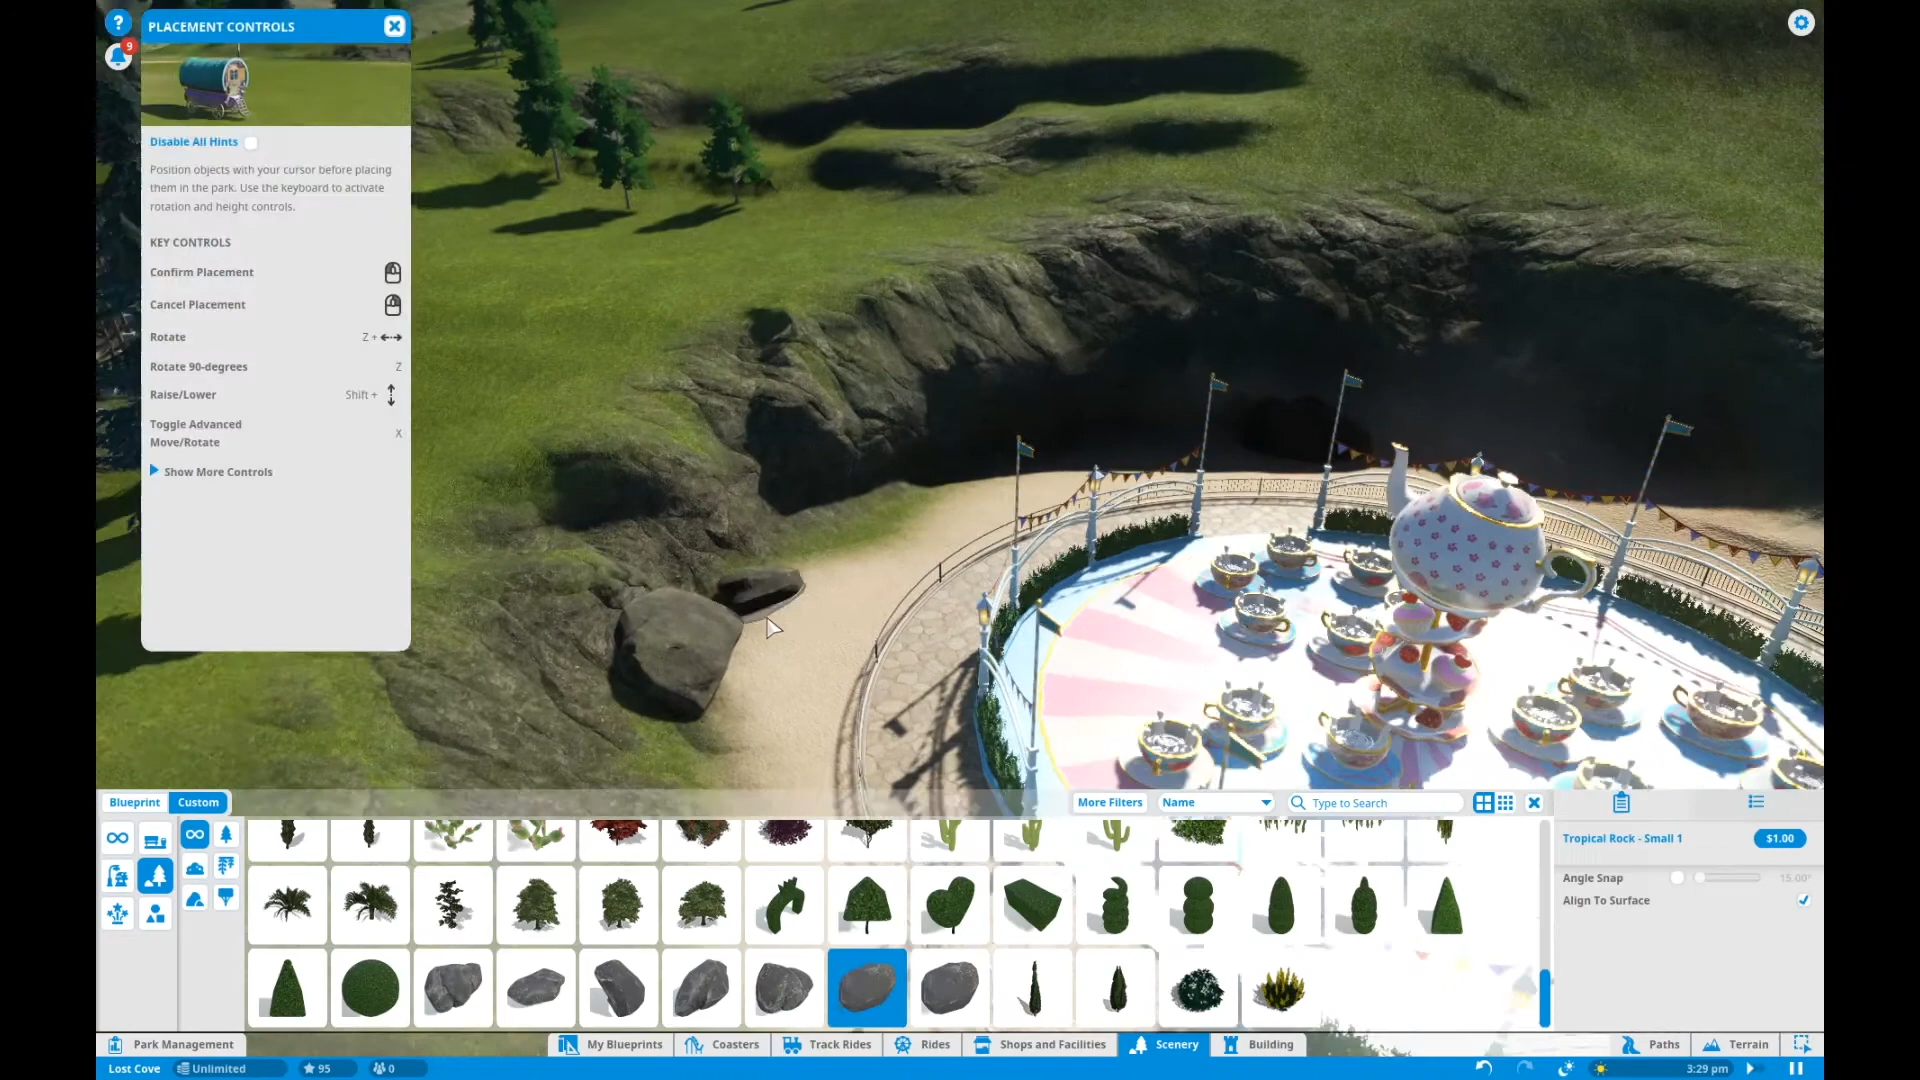 ?
9
PLACEMENT CONTROLS
Disable All Hints
Position objects with your cursor before placing
them in the park. Use the keyboard to activate
rotation and height controls.
KEY CONTROLS
Confirm Placement
Cancel Placement
Rotate Z +
Rotate 90-degrees Z
Raise/Lower Shift +
Toggle Advanced
Move/Rotate X
Show More Controls
Blueprint Custom More Filters Name Type to Search
Tropical Rock - Small 1 $1.00
Angle Snap 15.00°
Align To Surface
Park Management My Blueprints Coasters Track Rides Rides Shops and Facilities Scenery Building Paths Terrain
Lost Cove Unlimited 95 0 3:29 pm